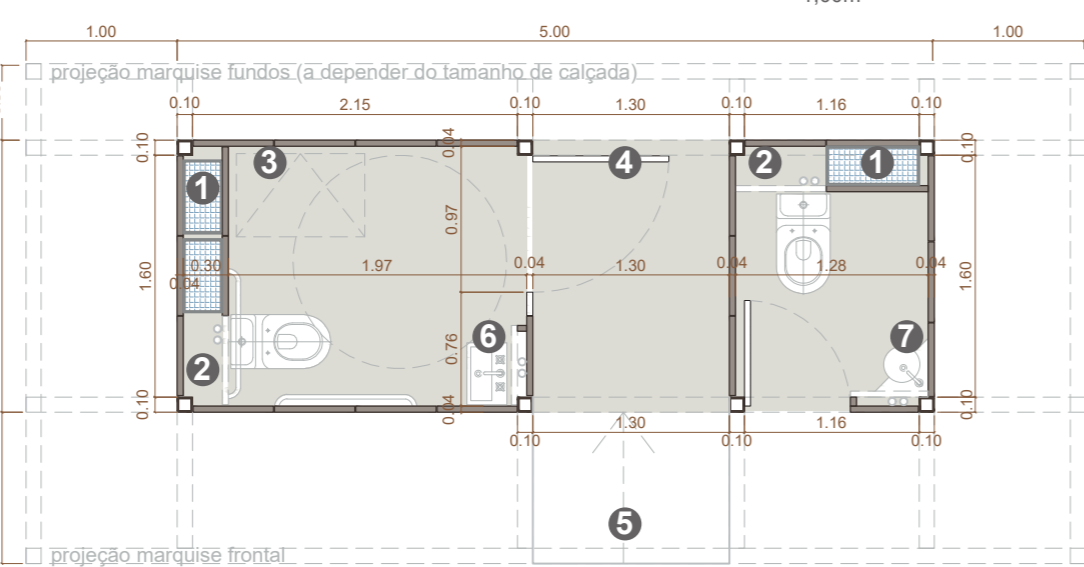 1.00 5.00 1.00
projeção marquise fundos (a depender do tamanho de calçada)
0.10 2.15 0.10 1.30 0.10 1.16 0.10
0.10 0.04 0.10
3 4 2 1
1
0.97
0.30 1.97 0.04 1.30 0.04 1.28 0.04
1.60 0.04 1.60
6 7
0.76
2
0.10 0.04 0.10
1.30 1.16
0.10 0.10 0.10
5
projeção marquise frontal